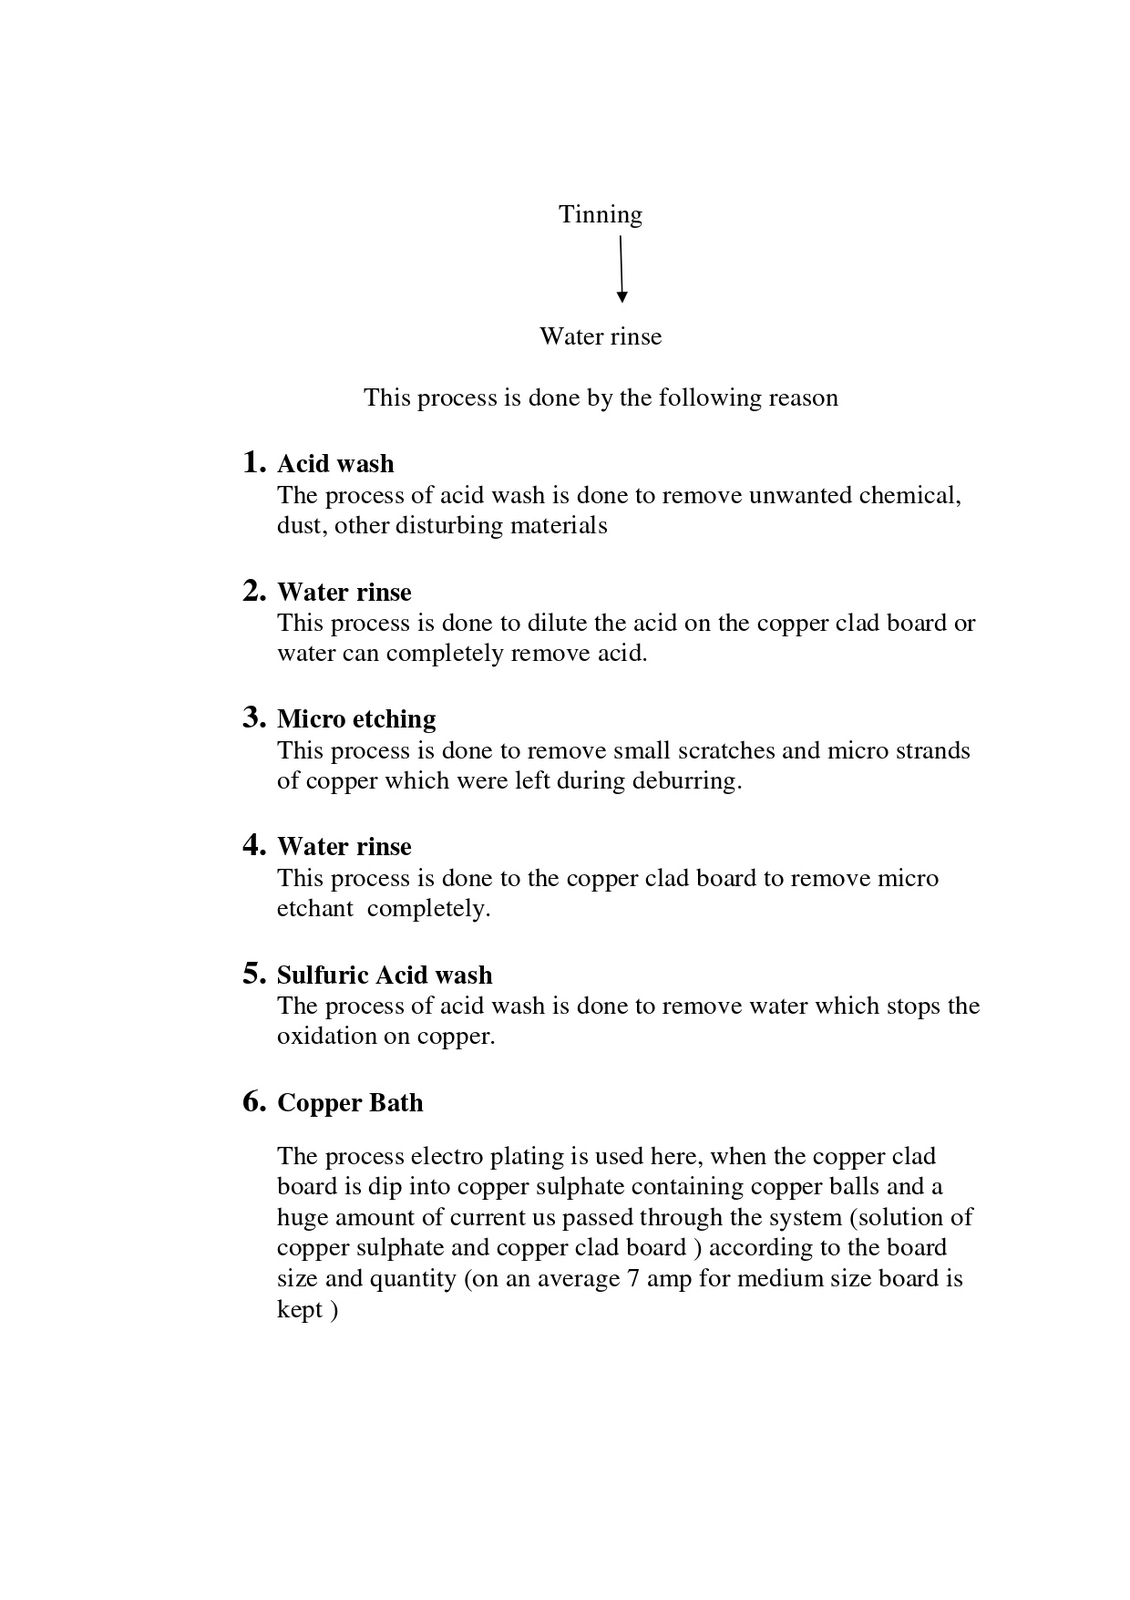 Tinning
Water rinse
This process is done by the following reason
1. Acid wash
The process of acid wash is done to remove unwanted chemical,
dust, other disturbing materials
2. Water rinse
This process is done to dilute the acid on the copper clad board or
water can completely remove acid.
3. Micro etching
This process is done to remove small scratches and micro strands
of copper which were left during deburring.
4. Water rinse
This process is done to the copper clad board to remove micro
etchant  completely.
5. Sulfuric Acid wash
The process of acid wash is done to remove water which stops the
oxidation on copper.
6. Copper Bath
The process electro plating is used here, when the copper clad
board is dip into copper sulphate containing copper balls and a
huge amount of current us passed through the system (solution of
copper sulphate and copper clad board ) according to the board
size and quantity (on an average 7 amp for medium size board is
kept )